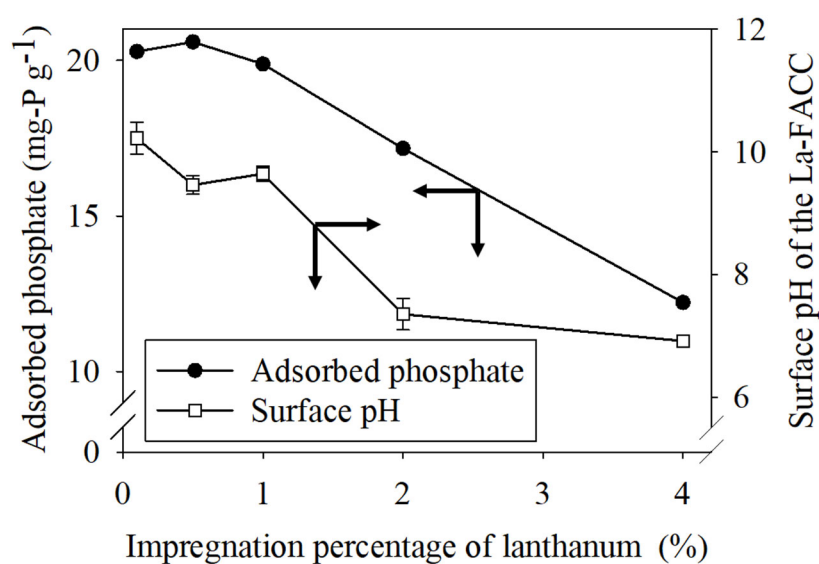 Adsorbed phosphate (mg-P g⁻¹)
20
15
10
0
12
10
8
6
Surface pH of the La-FACC
Adsorbed phosphate
Surface pH
0 1 2 3 4
Impregnation percentage of lanthanum (%)